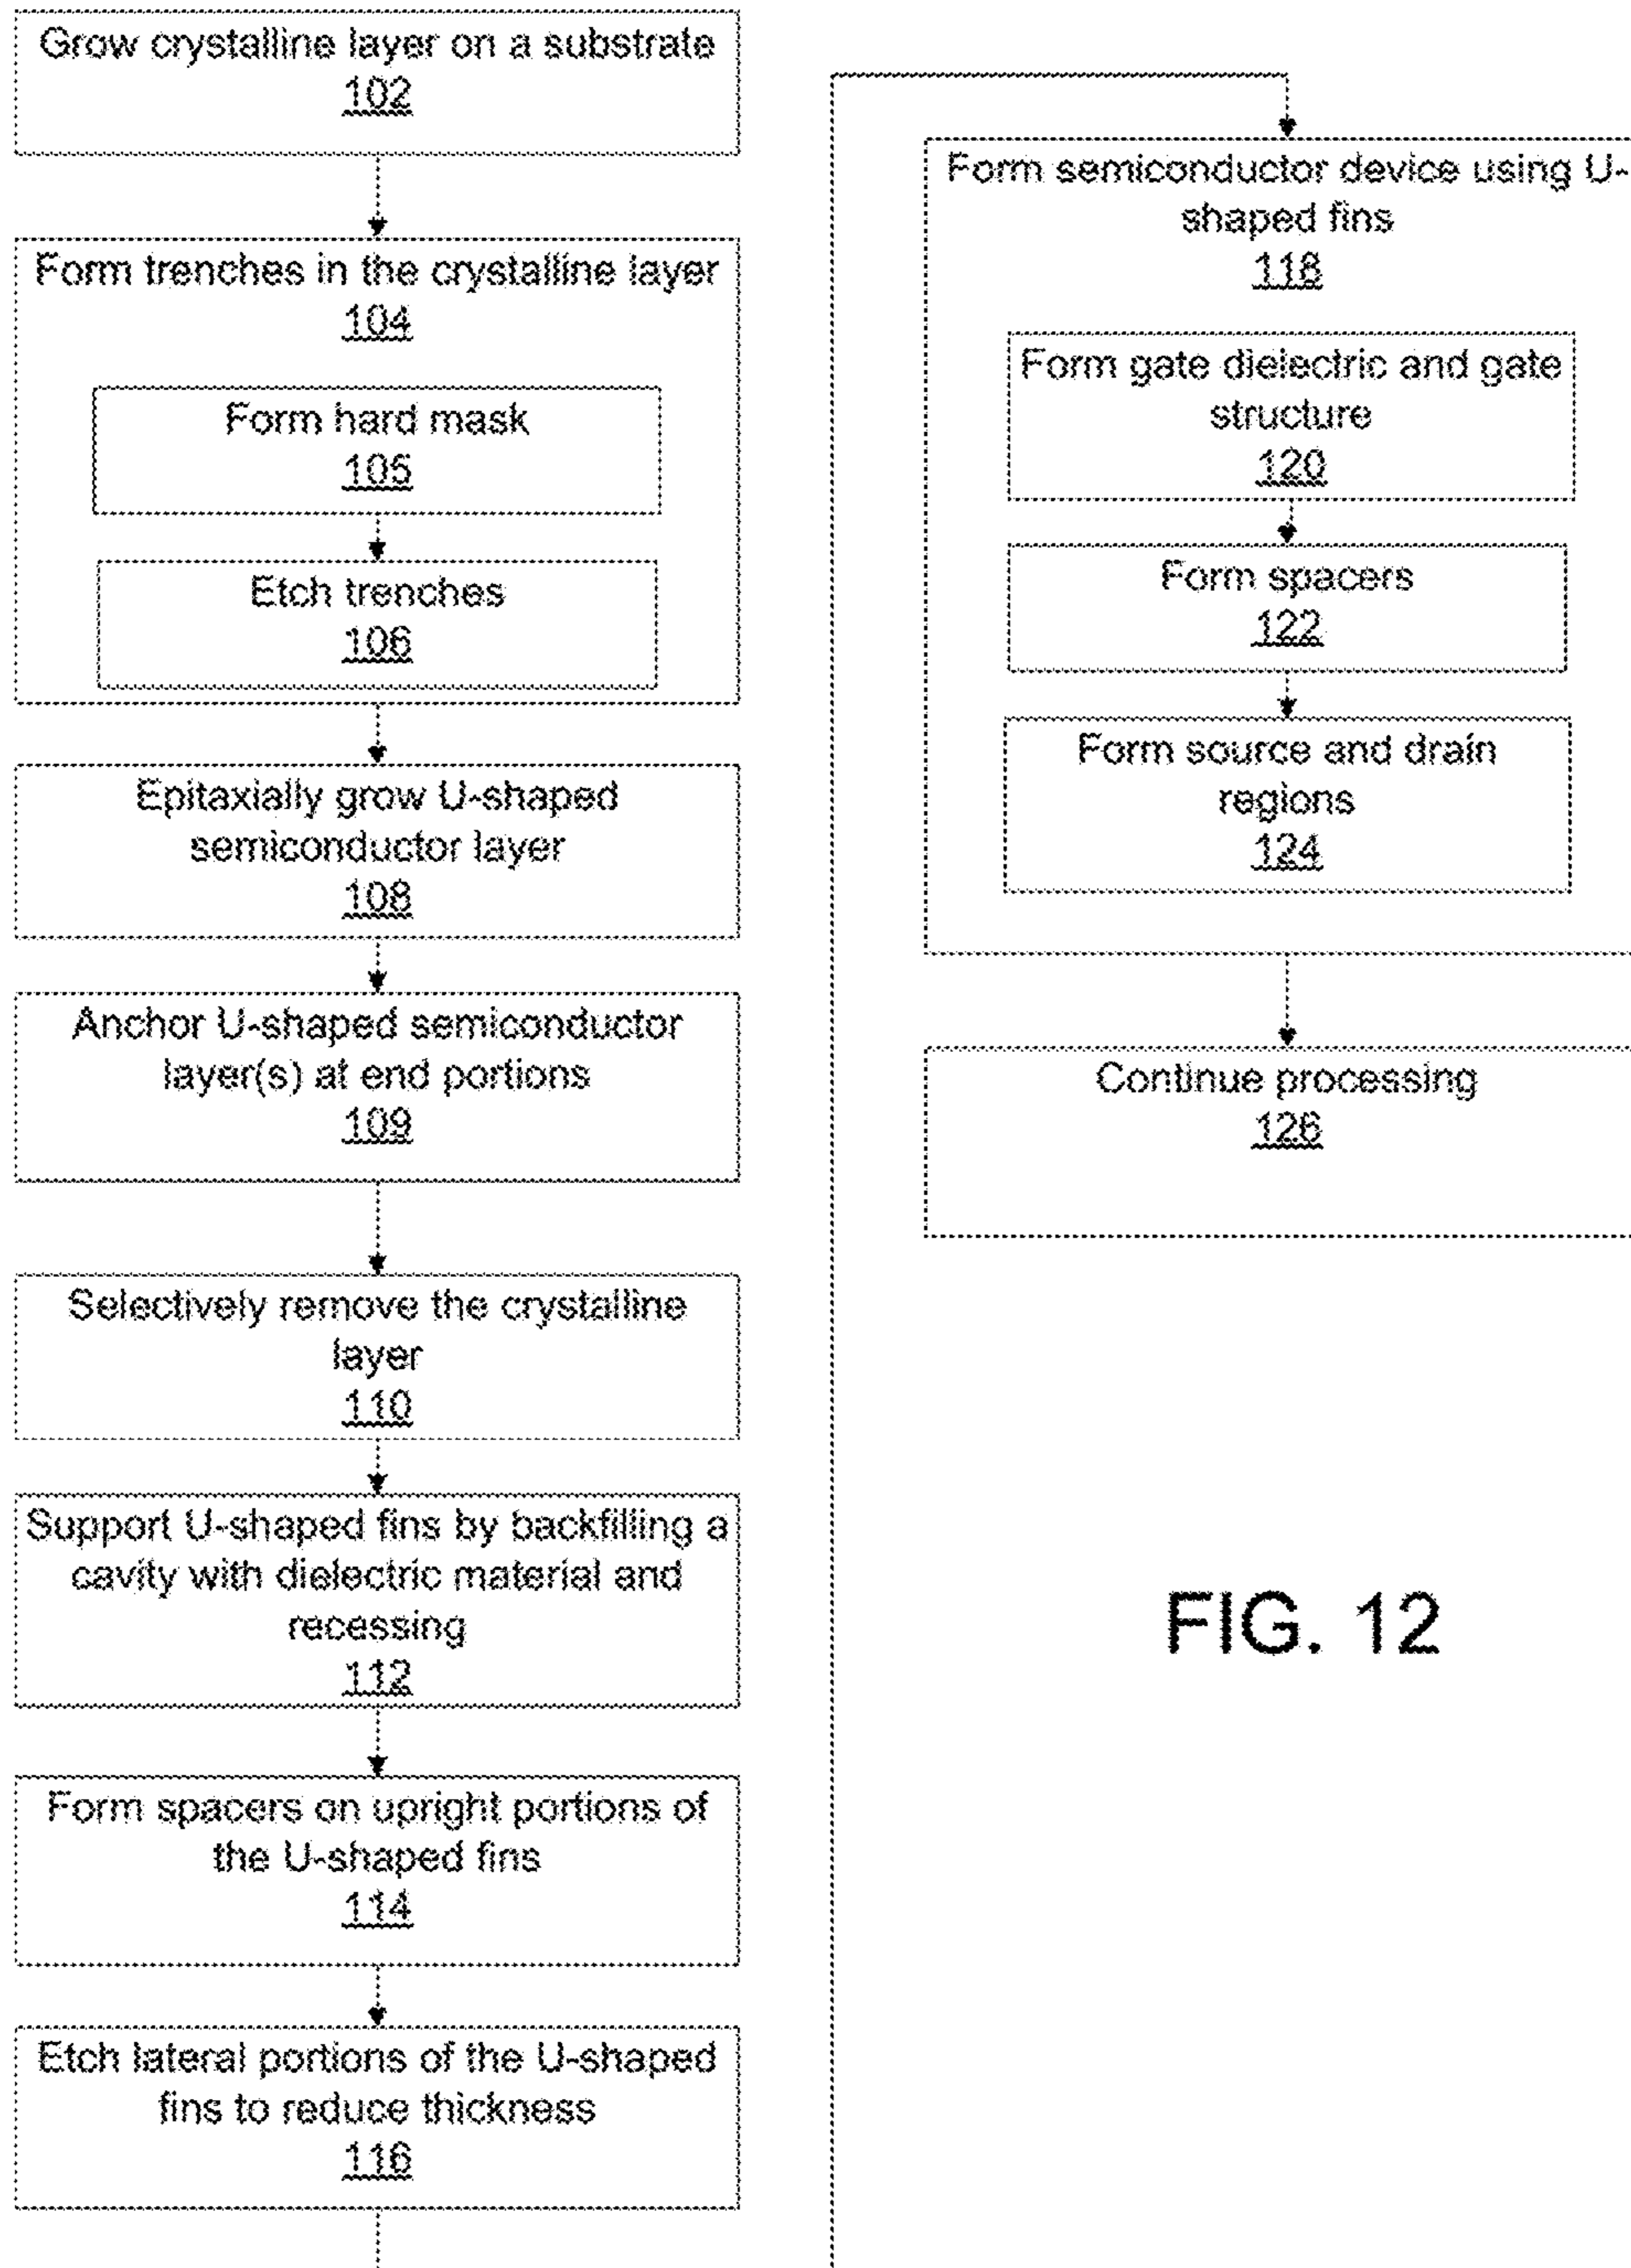 Grow crystalline layer on a substrate
102
Form trenches in the crystalline layer
104
Form hard mask
105
Etch trenches
106
Epitaxially grow U-shaped
semiconductor layer
108
Anchor U-shaped semiconductor
layer(s) at end portions
109
Selectively remove the crystalline
layer
110
Support U-shaped fins by backfilling a
cavity with dielectric material and
recessing
112
Form spacers on upright portions of
the U-shaped fins
114
Etch lateral portions of the U-shaped
fins to reduce thickness
116
Form semiconductor device using U-
shaped fins
118
Form gate dielectric and gate
structure
120
Form spacers
122
Form source and drain
regions
124
Continue processing
126
FIG. 12